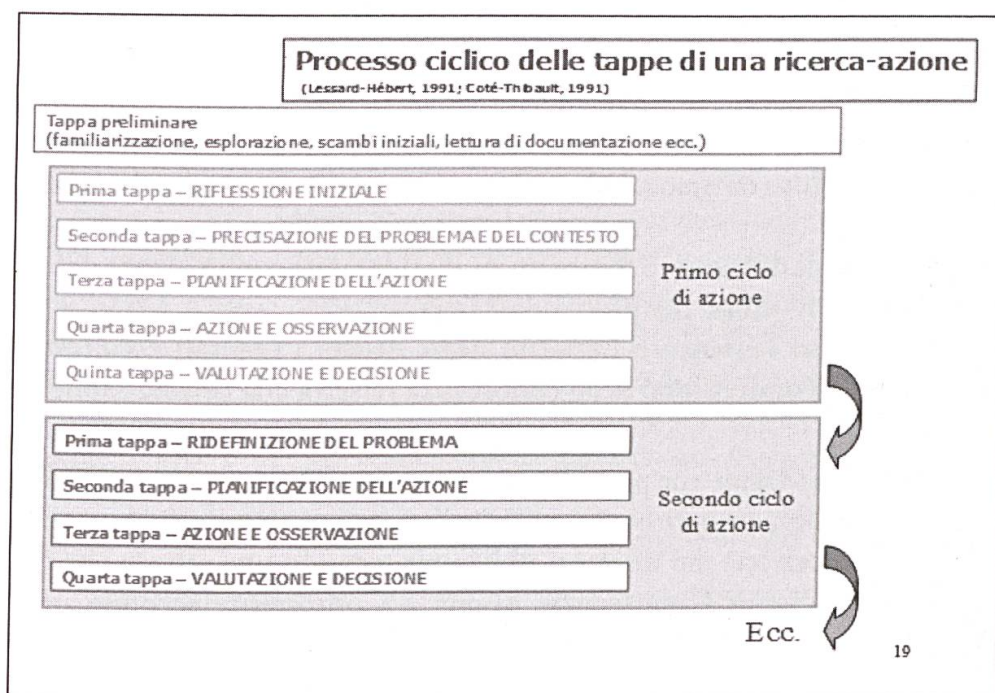 Processo ciclico delle tappe di una ricerca-azione
(Lessard-Hébert, 1991; Coté-Thibault, 1991)
Tappa preliminare
(familiarizzazione, esplorazione, scambi iniziali, lettura di documentazione ecc.)
Prima tappa – RIFLESSIONE INIZIALE
Seconda tappa – PRECISAZIONE DEL PROBLEMA E DEL CONTESTO
Terza tappa – PIANIFICAZIONE DELL'AZIONE
Quarta tappa – AZIONE E OSSERVAZIONE
Quinta tappa – VALUTAZIONE E DECISIONE
Primo ciclo
di azione
Prima tappa – RIDEFINIZIONE DEL PROBLEMA
Seconda tappa – PIANIFICAZIONE DELL'AZIONE
Terza tappa – AZIONE E OSSERVAZIONE
Quarta tappa – VALUTAZIONE E DECISIONE
Secondo ciclo
di azione
Ecc.
19